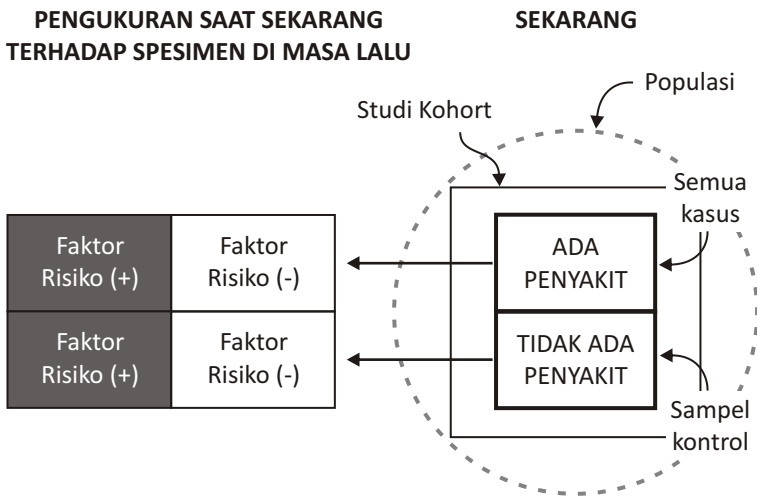 PENGUKURAN SAAT SEKARANG
TERHADAP SPESIMEN DI MASA LALU
SEKARANG
Populasi
Studi Kohort
Semua
kasus
Faktor
Risiko (+)
Faktor
Risiko (-)
ADA
PENYAKIT
Faktor
Risiko (+)
Faktor
Risiko (-)
TIDAK ADA
PENYAKIT
Sampel
kontrol